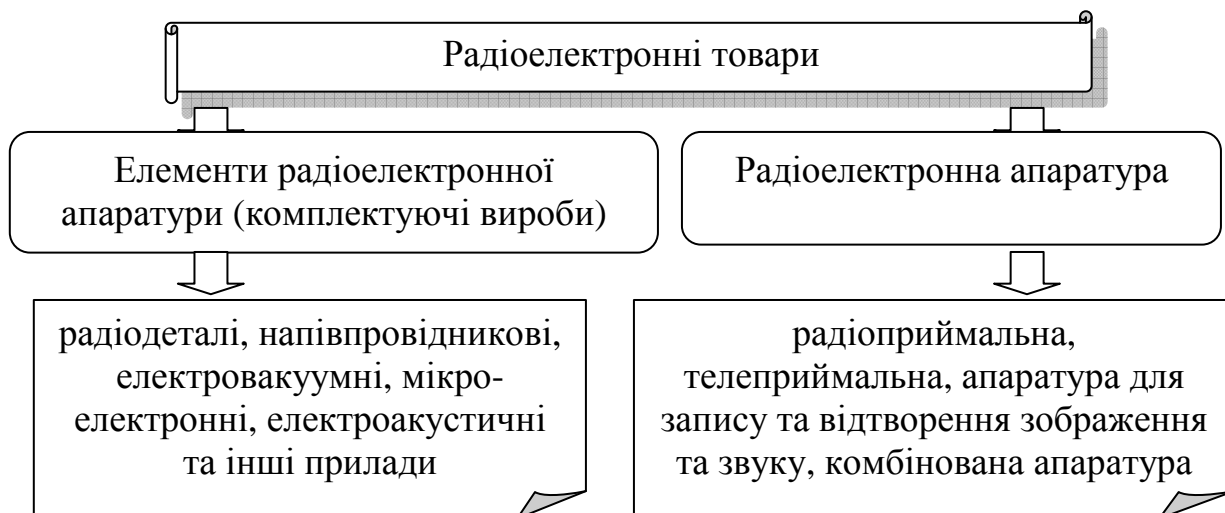 Радіоелектронні товари
Елементи радіоелектронної
апаратури (комплектуючі вироби)
Радіоелектронна апаратура
радіодеталі, напівпровідникові,
електровакуумні, мікро-
електронні, електроакустичні
та інші прилади
радіоприймальна,
телеприймальна, апаратура для
запису та відтворення зображення
та звуку, комбінована апаратура